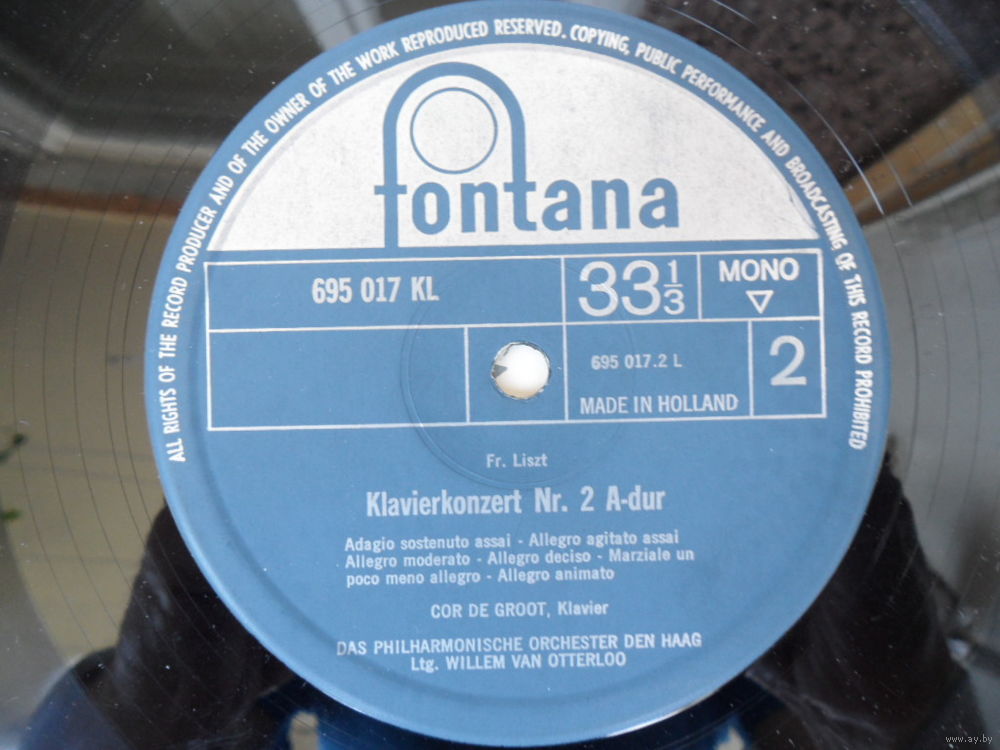 ALL RIGHTS OF THE RECORD PRODUCER AND OF THE OWNER OF THE WORK REPRODUCED RESERVED. COPYING, PUBLIC PERFORMANCE AND BROADCASTING OF THIS RECORD PROHIBITED
fontana
695 017 KL
33 1/3
MONO
695 017.2 L
2
MADE IN HOLLAND
Fr. Liszt
Klavierkonzert Nr. 2 A-dur
Adagio sostenuto assai - Allegro agitato assai
Allegro moderato - Allegro deciso - Marziale un
poco meno allegro - Allegro animato
COR DE GROOT, Klavier
DAS PHILHARMONISCHE ORCHESTER DEN HAAG
Ltg. WILLEM VAN OTTERLOO
www.ay.by